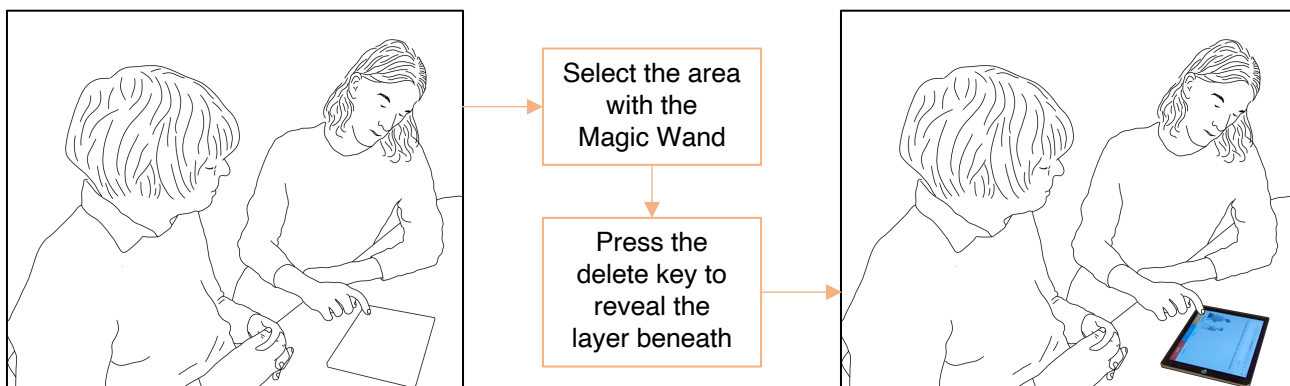 Select the area
with the
Magic Wand
Press the
delete key to
reveal the
layer beneath